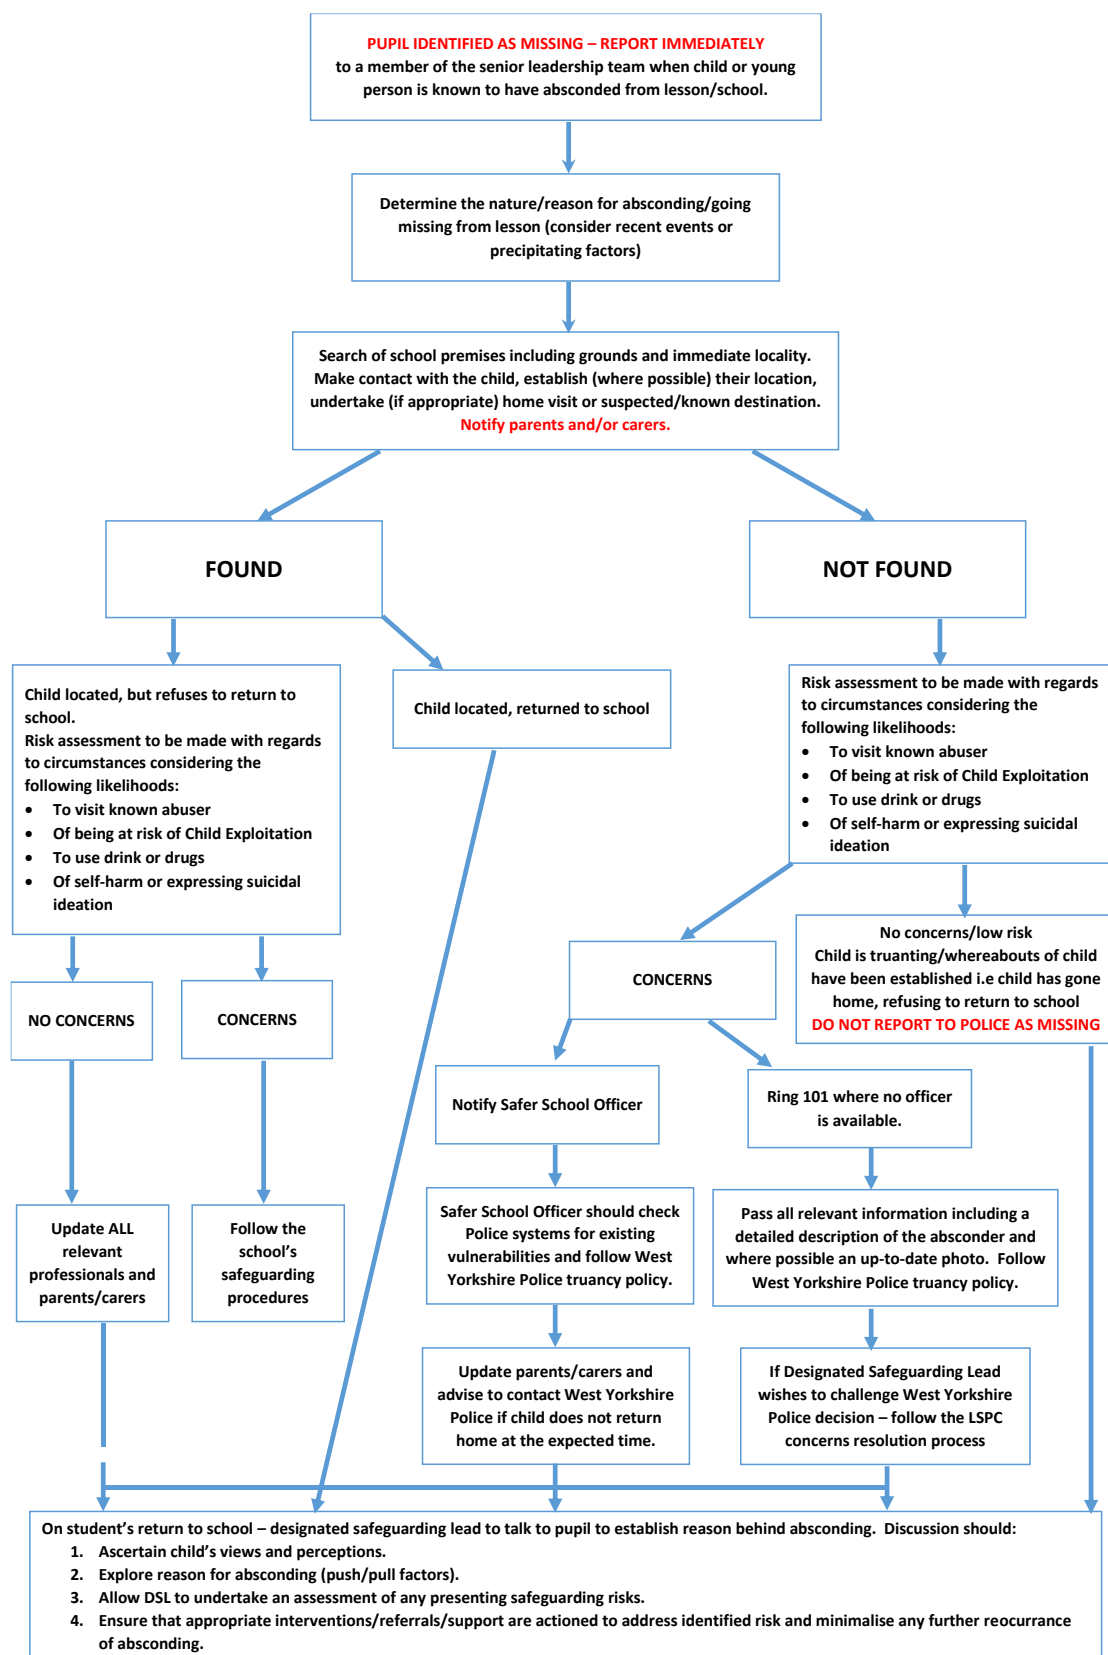 PUPIL IDENTIFIED AS MISSING – REPORT IMMEDIATELY
to a member of the senior leadership team when child or young
person is known to have absconded from lesson/school.
Determine the nature/reason for absconding/going
missing from lesson (consider recent events or
precipitating factors)
Search of school premises including grounds and immediate locality.
Make contact with the child, establish (where possible) their location,
undertake (if appropriate) home visit or suspected/known destination.
Notify parents and/or carers.
FOUND
NOT FOUND
Child located, but refuses to return to
school.
Risk assessment to be made with regards
to circumstances considering the
following likelihoods:
• To visit known abuser
• Of being at risk of Child Exploitation
• To use drink or drugs
• Of self-harm or expressing suicidal
ideation
Child located, returned to school
Risk assessment to be made with regards
to circumstances considering the
following likelihoods:
• To visit known abuser
• Of being at risk of Child Exploitation
• To use drink or drugs
• Of self-harm or expressing suicidal
ideation
NO CONCERNS
CONCERNS
CONCERNS
No concerns/low risk
Child is truanting/whereabouts of child
have been established i.e child has gone
home, refusing to return to school
DO NOT REPORT TO POLICE AS MISSING
Notify Safer School Officer
Ring 101 where no officer
is available.
Update ALL
relevant
professionals and
parents/carers
Follow the
school's
safeguarding
procedures
Safer School Officer should check
Police systems for existing
vulnerabilities and follow West
Yorkshire Police truancy policy.
Pass all relevant information including a
detailed description of the absconder and
where possible an up-to-date photo. Follow
West Yorkshire Police truancy policy.
Update parents/carers and
advise to contact West Yorkshire
Police if child does not return
home at the expected time.
If Designated Safeguarding Lead
wishes to challenge West Yorkshire
Police decision – follow the LSPC
concerns resolution process
On student's return to school – designated safeguarding lead to talk to pupil to establish reason behind absconding. Discussion should:
1. Ascertain child's views and perceptions.
2. Explore reason for absconding (push/pull factors).
3. Allow DSL to undertake an assessment of any presenting safeguarding risks.
4. Ensure that appropriate interventions/referrals/support are actioned to address identified risk and minimalise any further reocurrance
of absconding.